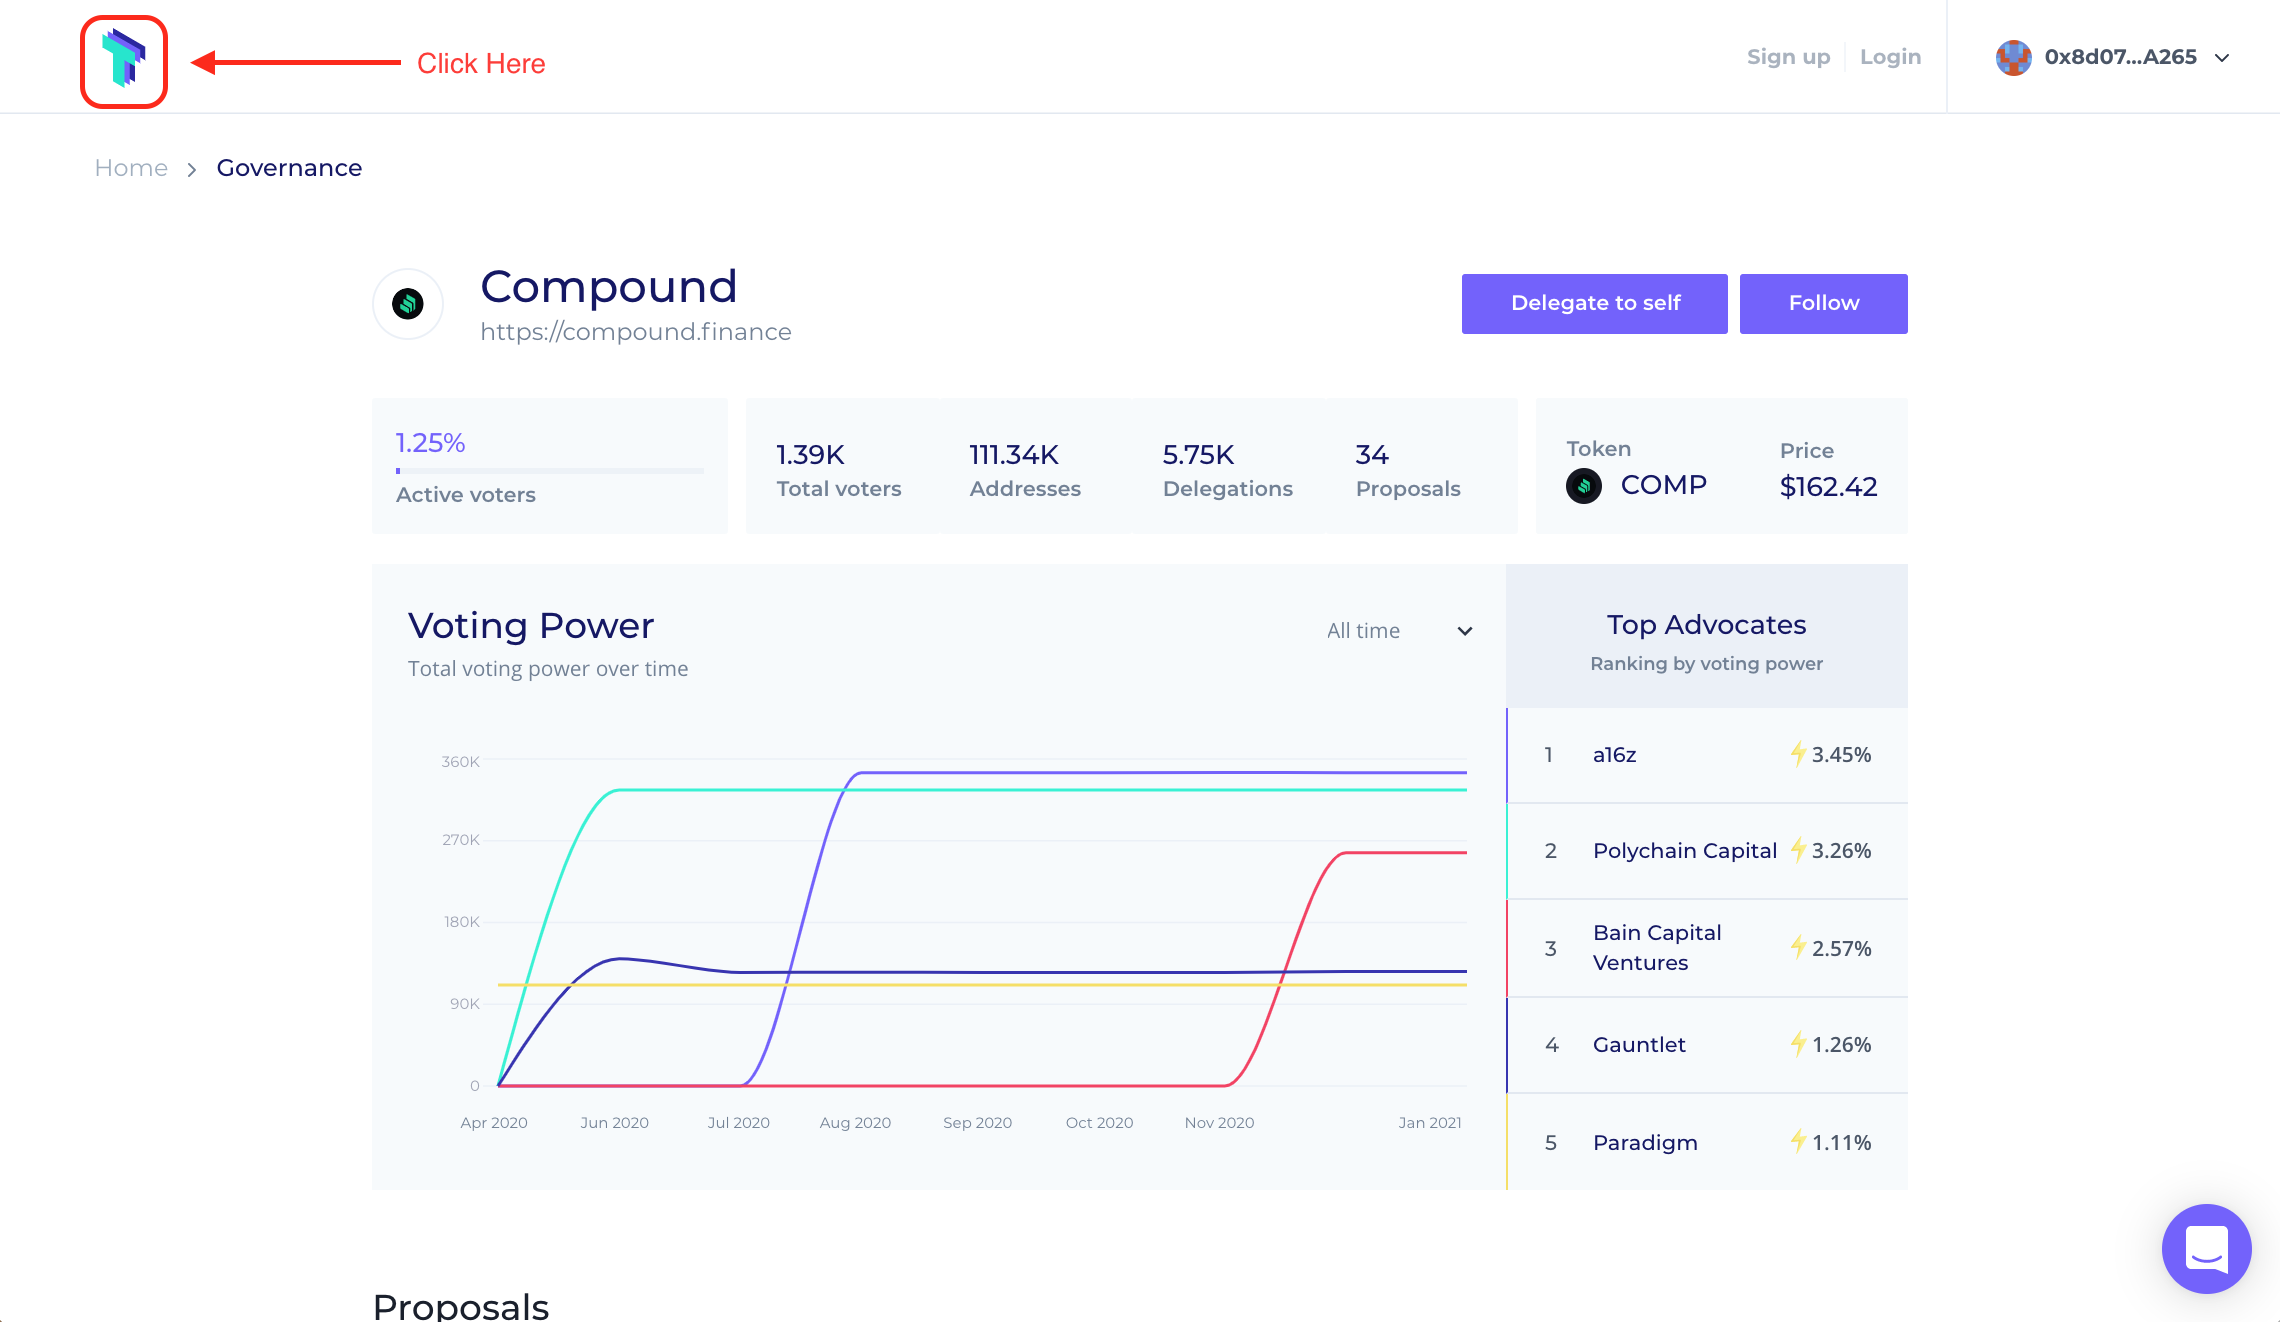 Click Here
Sign up
Login
0x8d07...A265
Home > Governance
Compound
https://compound.finance
Delegate to self
Follow
1.25%
Active voters
1.39K
Total voters
111.34K
Addresses
5.75K
Delegations
34
Proposals
Token
COMP
Price
$162.42
Voting Power
Total voting power over time
All time
360K
270K
180K
90K
0
Apr 2020
Jun 2020
Jul 2020
Aug 2020
Sep 2020
Oct 2020
Nov 2020
Jan 2021
Top Advocates
Ranking by voting power
1 a16z 3.45%
2 Polychain Capital 3.26%
3 Bain Capital
Ventures 2.57%
4 Gauntlet 1.26%
5 Paradigm 1.11%
Proposals